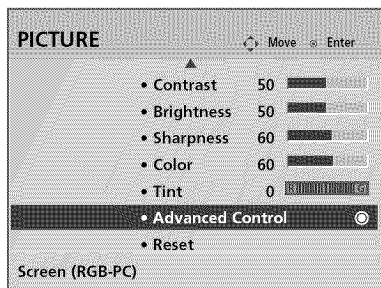 PICTURE Move Enter
• Contrast 50
• Brightness 50
• Sharpness 60
• Color 60
• Tint 0 R G
• Advanced Control
• Reset
Screen (RGB-PC)